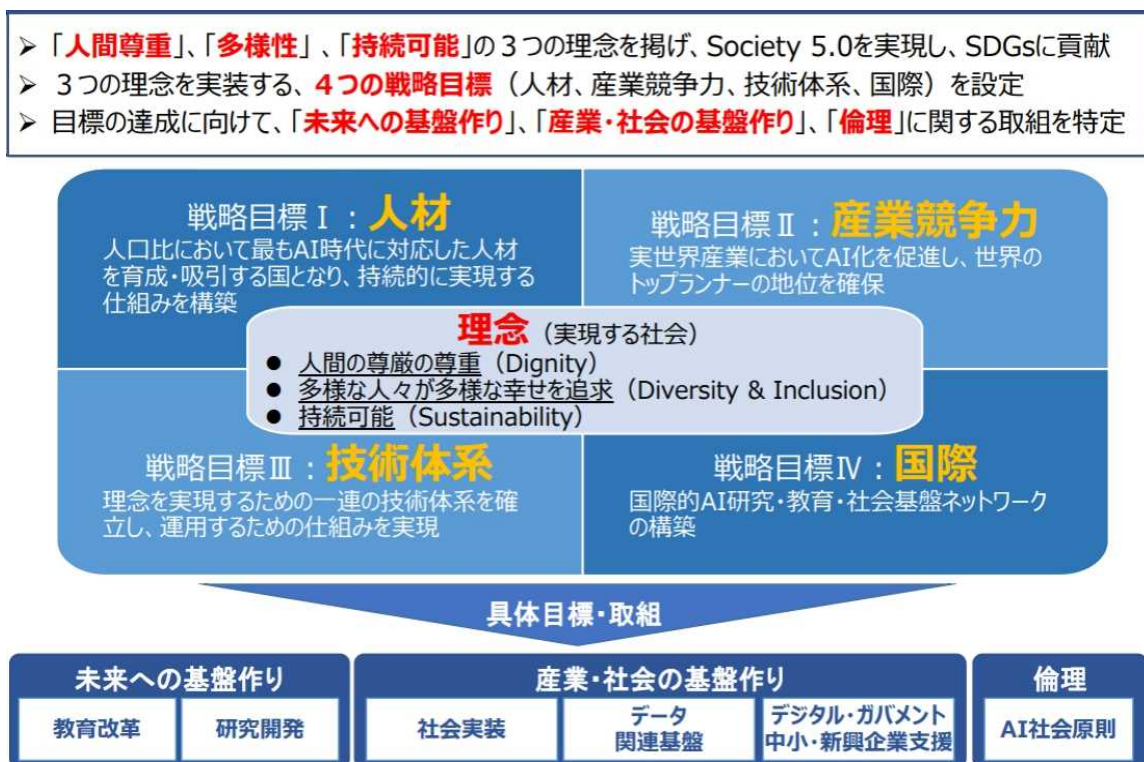 ➢ 「人間尊重」、「多様性」 、「持続可能」の３つの理念を掲げ、Society 5.0を実現し、SDGsに貢献
➢ ３つの理念を実装する、４つの戦略目標（人材、産業競争力、技術体系、国際）を設定
➢ 目標の達成に向けて、「未来への基盤作り」、「産業・社会の基盤作り」、「倫理」に関する取組を特定
戦略目標Ⅰ：人材
人口比において最もAI時代に対応した人材
を育成・吸引する国となり、持続的に実現する
仕組みを構築
戦略目標Ⅱ：産業競争力
実世界産業においてAI化を促進し、世界の
トップランナーの地位を確保
理念（実現する社会）
● 人間の尊厳の尊重（Dignity）
● 多様な人々が多様な幸せを追求（Diversity & Inclusion）
● 持続可能（Sustainability）
戦略目標Ⅲ：技術体系
理念を実現するための一連の技術体系を確
立し、運用するための仕組みを実現
戦略目標Ⅳ：国際
国際的AI研究・教育・社会基盤ネットワーク
の構築
具体目標・取組
未来への基盤作り
教育改革
研究開発
産業・社会の基盤作り
社会実装
データ
関連基盤
デジタル・ガバメント
中小・新興企業支援
倫理
AI社会原則